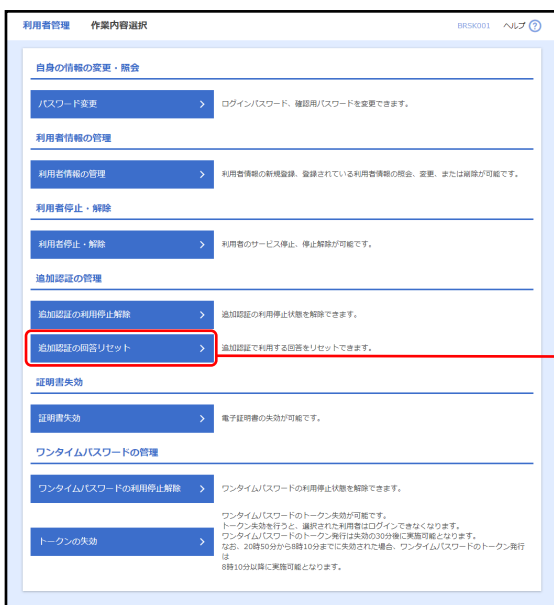 利用者管理 作業内容選択 BRSK001 ヘルプ ?
自身の情報の変更・照会
パスワード変更 > ログインパスワード、確認用パスワードを変更できます。
利用者情報の管理
利用者情報の管理 > 利用者情報の新規登録、登録されている利用者情報の照会、変更、または削除が可能です。
利用者停止・解除
利用者停止・解除 > 利用者のサービス停止、停止解除が可能です。
追加認証の管理
追加認証の利用停止解除 > 追加認証の利用停止状態を解除できます。
追加認証の回答リセット > 追加認証で利用する回答をリセットできます。
証明書失効
証明書失効 > 電子証明書の失効が可能です。
ワンタイムパスワードの管理
ワンタイムパスワードの利用停止解除 > ワンタイムパスワードの利用停止状態を解除できます。
トークンの失効 >
ワンタイムパスワードのトークン失効が可能です。
トークン失効を行うと、選択された利用者はログインできなくなります。
ワンタイムパスワードのトークン発行は失効の30分後に実施可能となります。
なお、20時50分から8時10分までに失効された場合、ワンタイムパスワードのトークン発行
は
8時10分以降に実施可能となります。